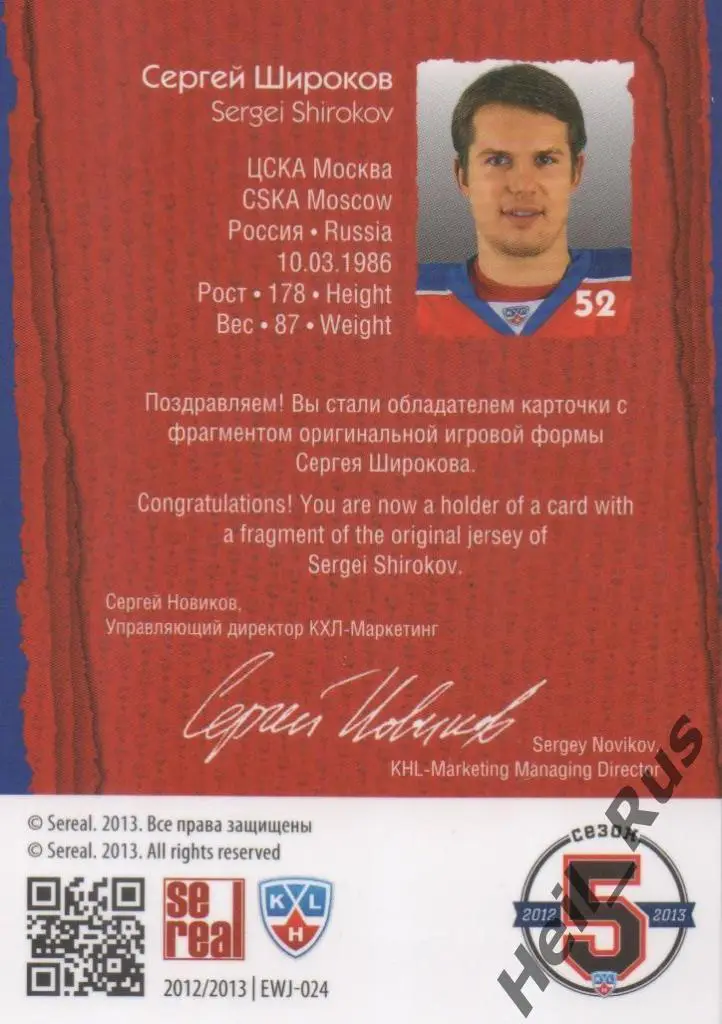 Сергей Широков
Sergei Shirokov
ЦСКА Москва
CSKA Moscow
Россия • Russia
10.03.1986
Рост • 178 • Height
Вес • 87 • Weight
52
Поздравляем! Вы стали обладателем карточки с
фрагментом оригинальной игровой формы
Сергея Широкова.
Congratulations! You are now a holder of a card with
a fragment of the original jersey of
Sergei Shirokov.
Сергей Новиков,
Управляющий директор КХЛ-Маркетинг
Сергей Новиков
Sergey Novikov,
KHL-Marketing Managing Director
© Sereal. 2013. Все права защищены
© Sereal. 2013. All rights reserved
se
real
KHL
2012/2013 | EWJ-024
сезон
2012 5 2013
Heil_Rus